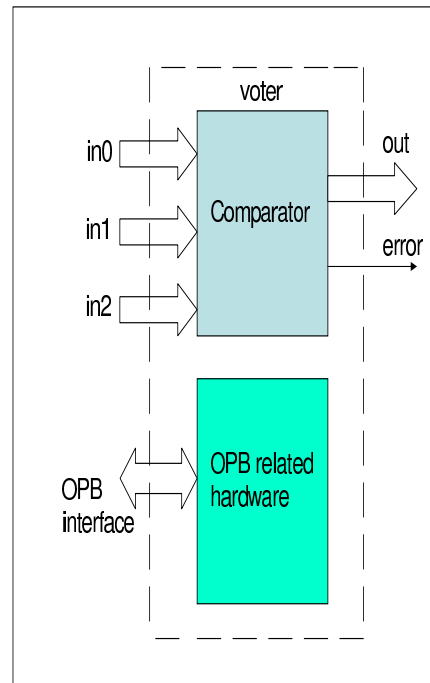 voter
in0
out
in1
Comparator
error
in2
OPB related
hardware
OPB
interface